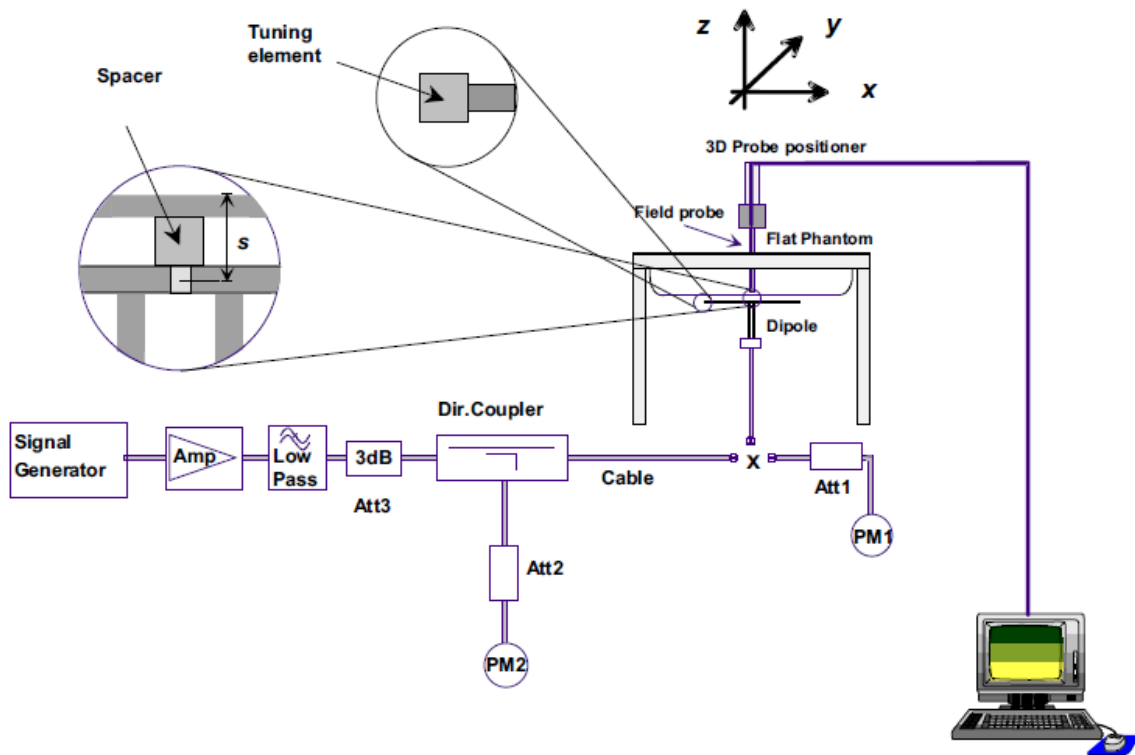 Tuning
element
Spacer
z
y
x
3D Probe positioner
s
Field probe
Flat Phantom
Dipole
Dir.Coupler
Signal
Generator
Amp
Low
Pass
3dB
Att3
Cable
x
Att1
PM1
Att2
PM2